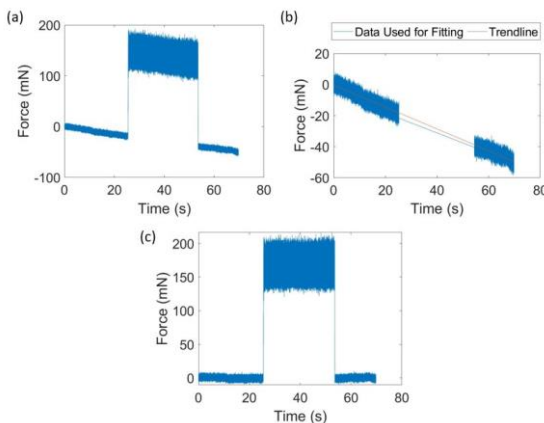 (a)
200
100
0
-100
Force (mN)
0 20 40 60 80
Time (s)
(b)
Data Used for Fitting Trendline
20
0
-20
-40
-60
Force (mN)
0 20 40 60 80
Time (s)
(c)
200
150
100
50
0
Force (mN)
0 20 40 60 80
Time (s)